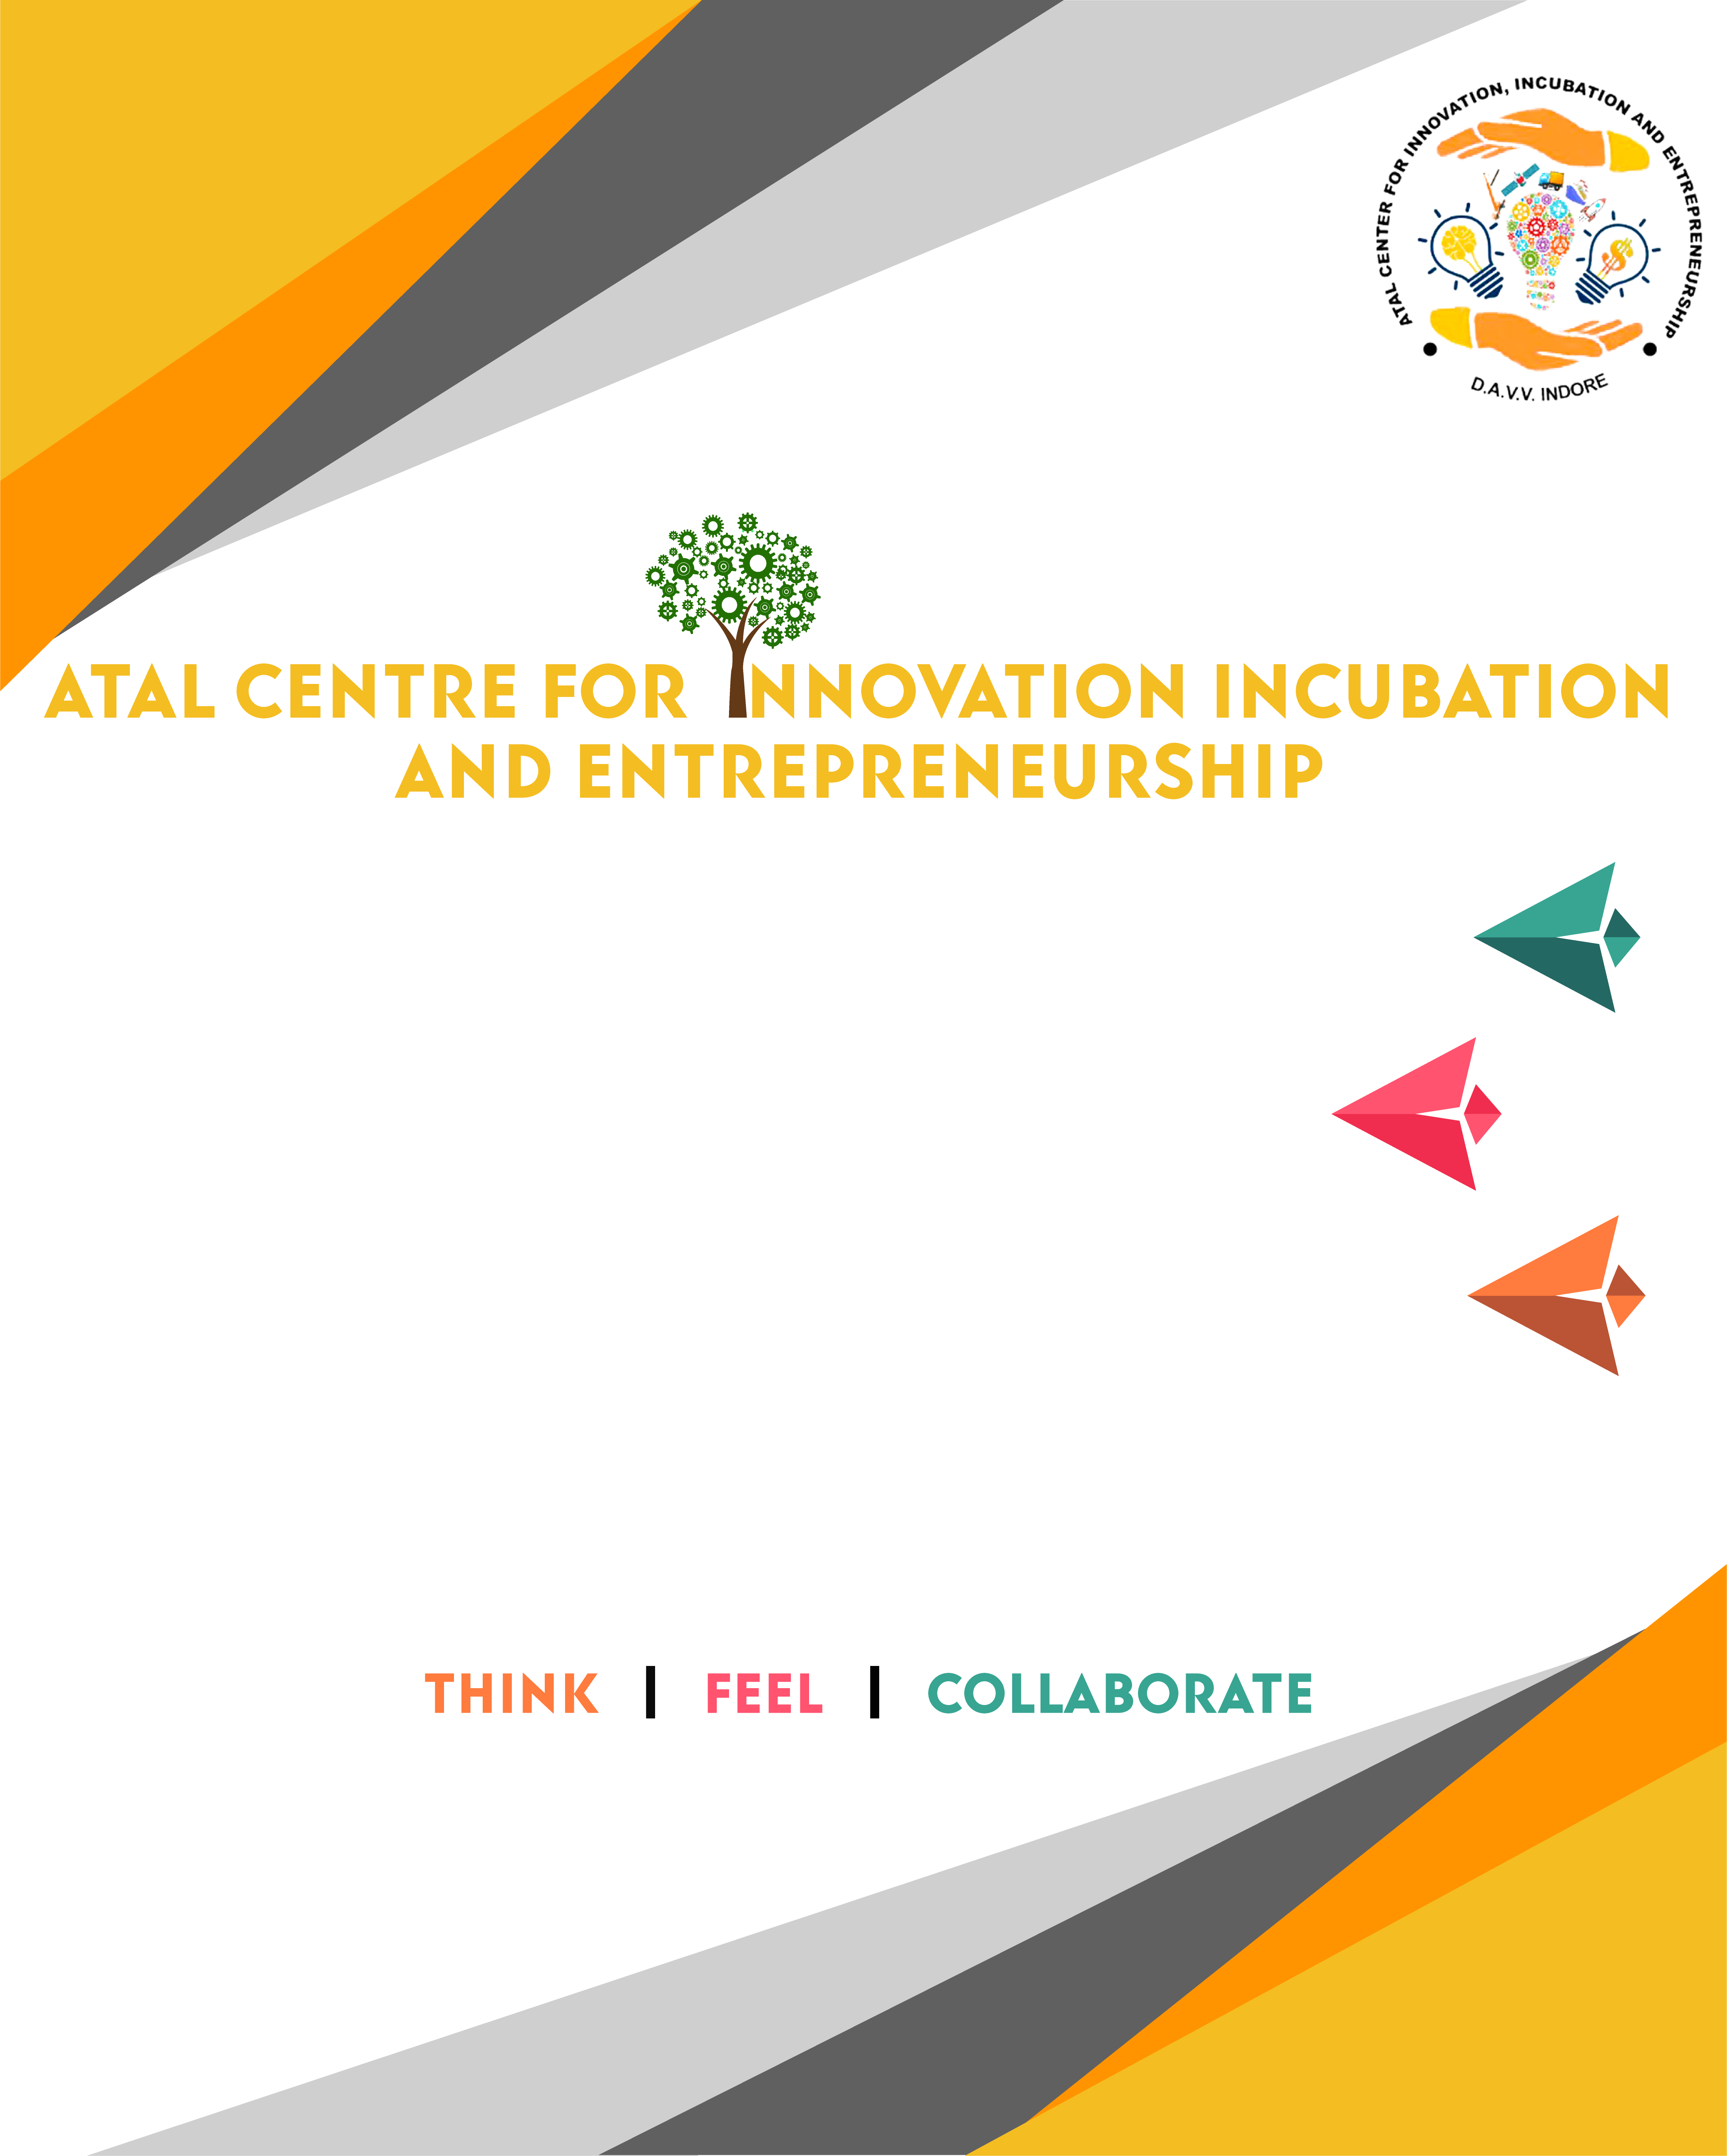 ATAL CENTER FOR INNOVATION, INCUBATION AND ENTREPRENEURSHIP
D.A.V.V. INDORE
ATAL CENTRE FOR INNOVATION INCUBATION
AND ENTREPRENEURSHIP
THINK | FEEL | COLLABORATE